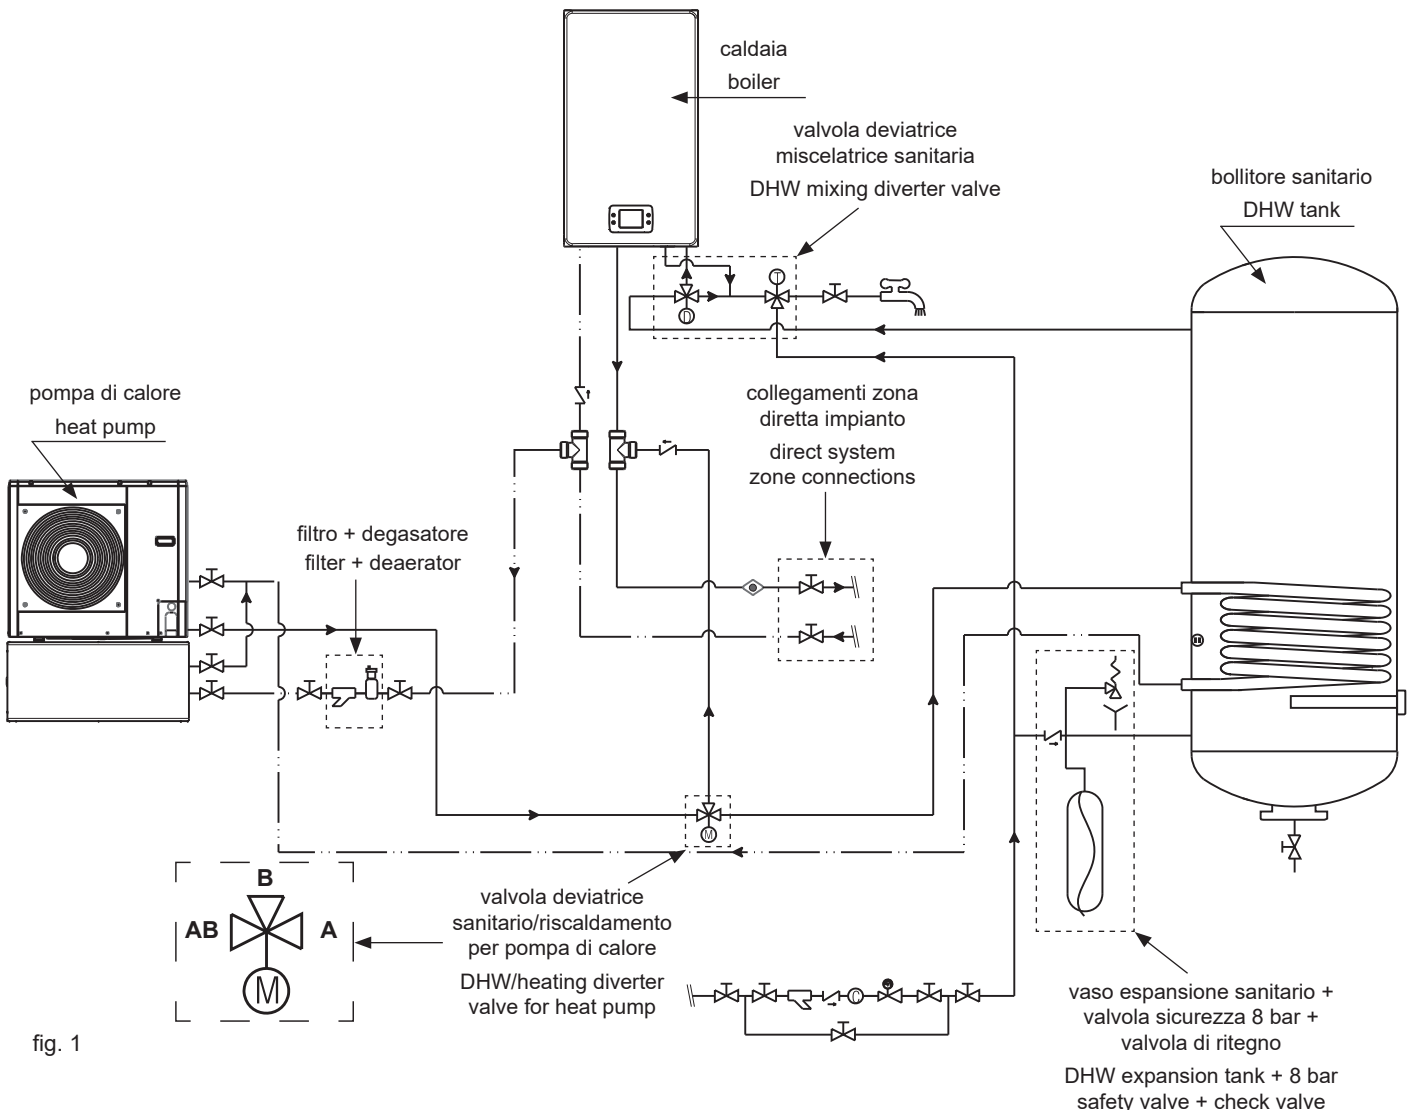 caldaia
boiler
valvola deviatrice
miscelatrice sanitaria
DHW mixing diverter valve
bollitore sanitario
DHW tank
T
D
pompa di calore
heat pump
collegamenti zona
diretta impianto
direct system
zone connections
filtro + degasatore
filter + deaerator
M
B
AB
A
M
valvola deviatrice
sanitario/riscaldamento
per pompa di calore
DHW/heating diverter
valve for heat pump
C
vaso espansione sanitario +
valvola sicurezza 8 bar +
valvola di ritegno
DHW expansion tank + 8 bar
safety valve + check valve
fig. 1